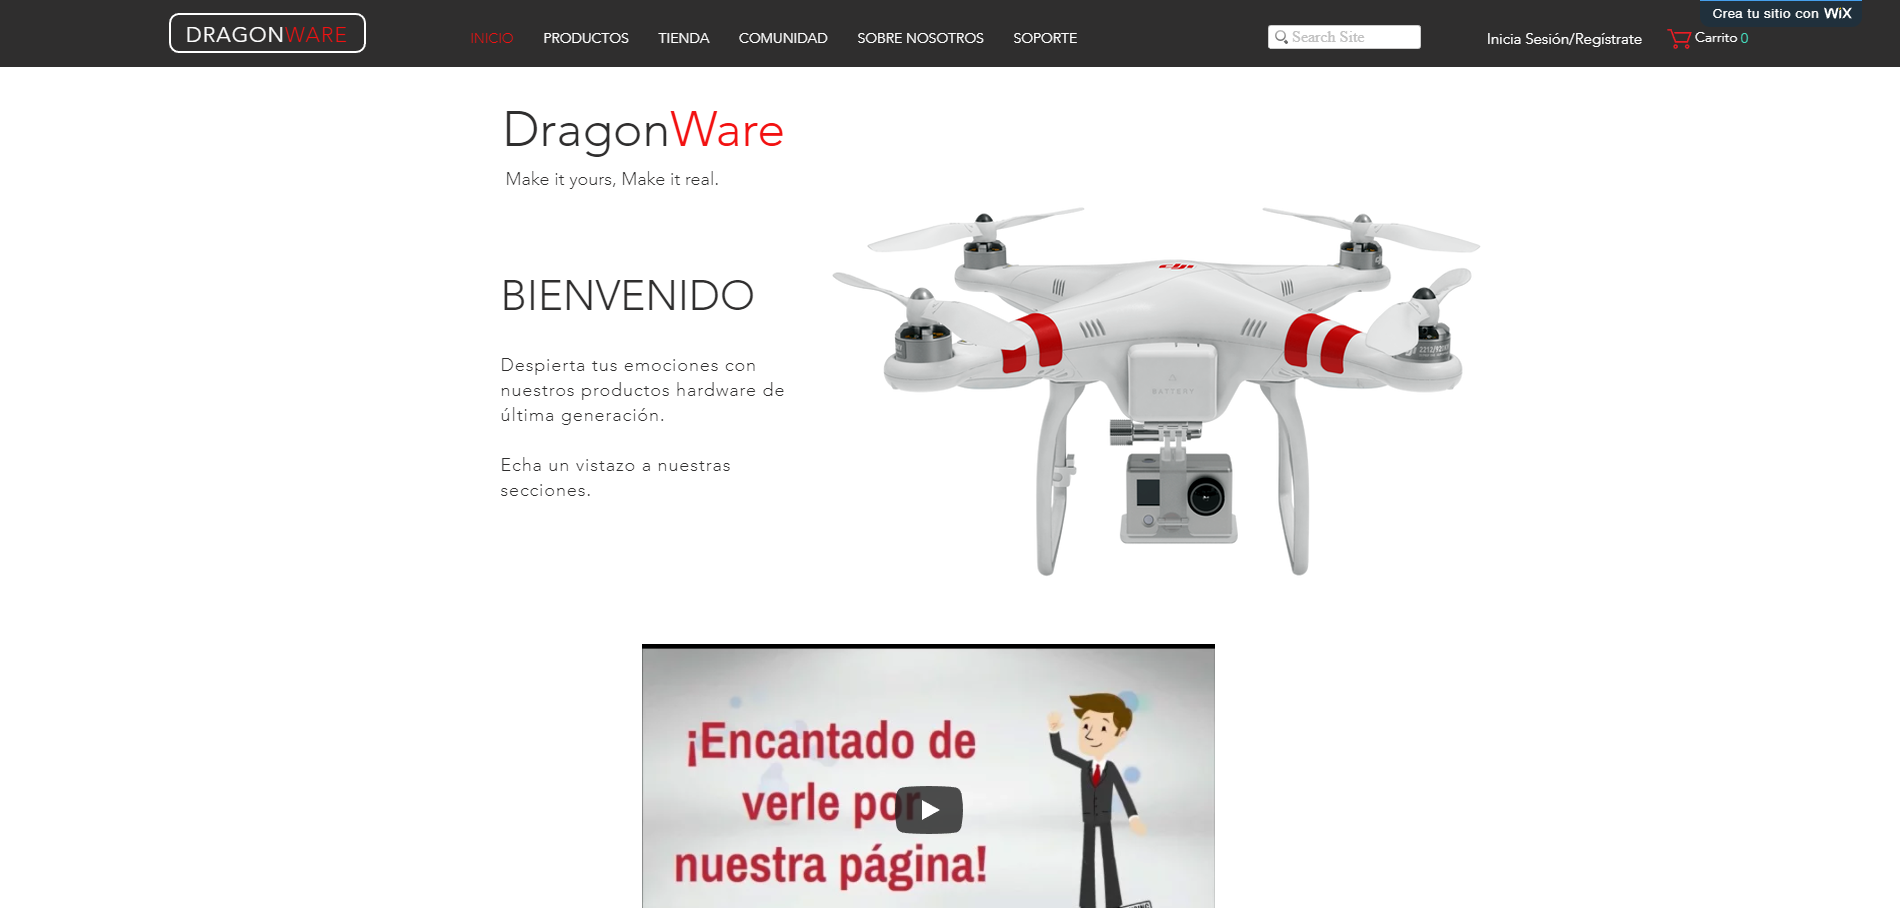 Crea tu sitio con WiX
DRAGONWARE
INICIO
PRODUCTOS
TIENDA
COMUNIDAD
SOBRE NOSOTROS
SOPORTE
Search Site
Inicia Sesión/Regístrate
Carrito 0
DragonWare
Make it yours, Make it real.
BIENVENIDO
Despierta tus emociones con
nuestros productos hardware de
última generación.
Echa un vistazo a nuestras
secciones.
dji
BATTERY
¡Encantado de
verle por
nuestra página!